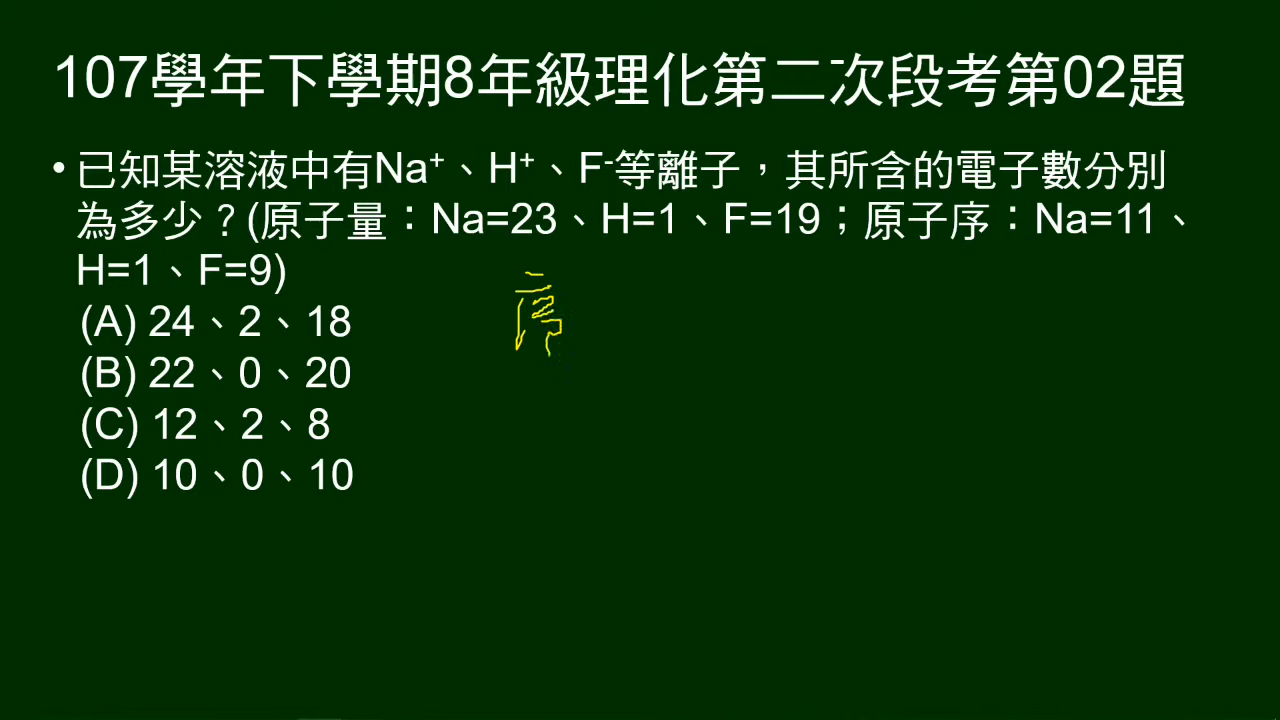 107學年下學期8年級理化第二次段考第02題
• 已知某溶液中有Na⁺、H⁺、F⁻等離子，其所含的電子數分別
為多少？(原子量：Na=23、H=1、F=19；原子序：Na=11、
H=1、F=9)
(A) 24、2、18
(B) 22、0、20
(C) 12、2、8
(D) 10、0、10
序